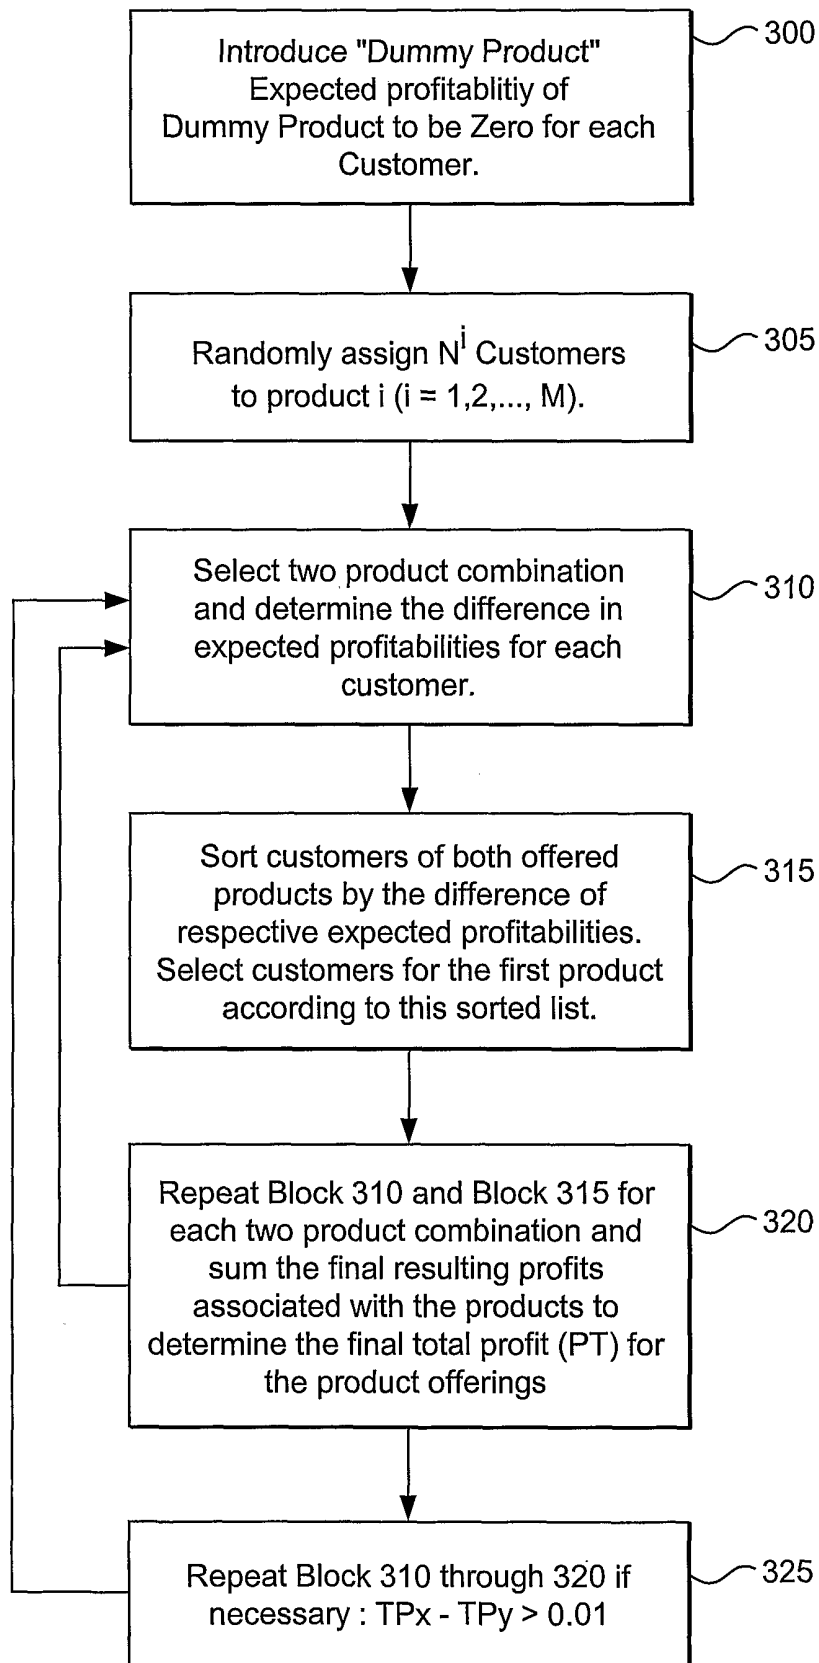 Introduce "Dummy Product"
Expected profitablitiy of
Dummy Product to be Zero for each
Customer.
300
Randomly assign N^i Customers
to product i (i = 1,2,..., M).
305
Select two product combination
and determine the difference in
expected profitabilities for each
customer.
310
Sort customers of both offered
products by the difference of
respective expected profitabilities.
Select customers for the first product
according to this sorted list.
315
Repeat Block 310 and Block 315 for
each two product combination and
sum the final resulting profits
associated with the products to
determine the final total profit (PT) for
the product offerings
320
Repeat Block 310 through 320 if
necessary : TPx - TPy > 0.01
325